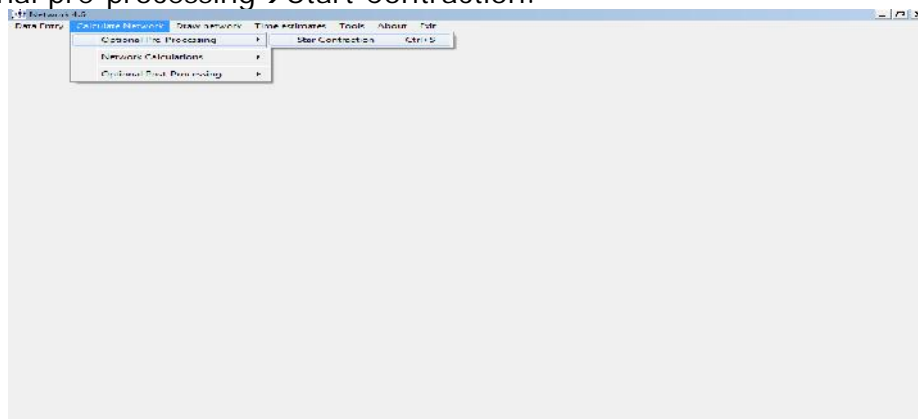 nal pre-processing→Start contraction.
Network 4.6
Data Entry Calculate Network Draw network Time estimates Tools About Exit
Optional Pre-Processing Star Contraction Ctrl+S
Network Calculations
Optional Post-Processing